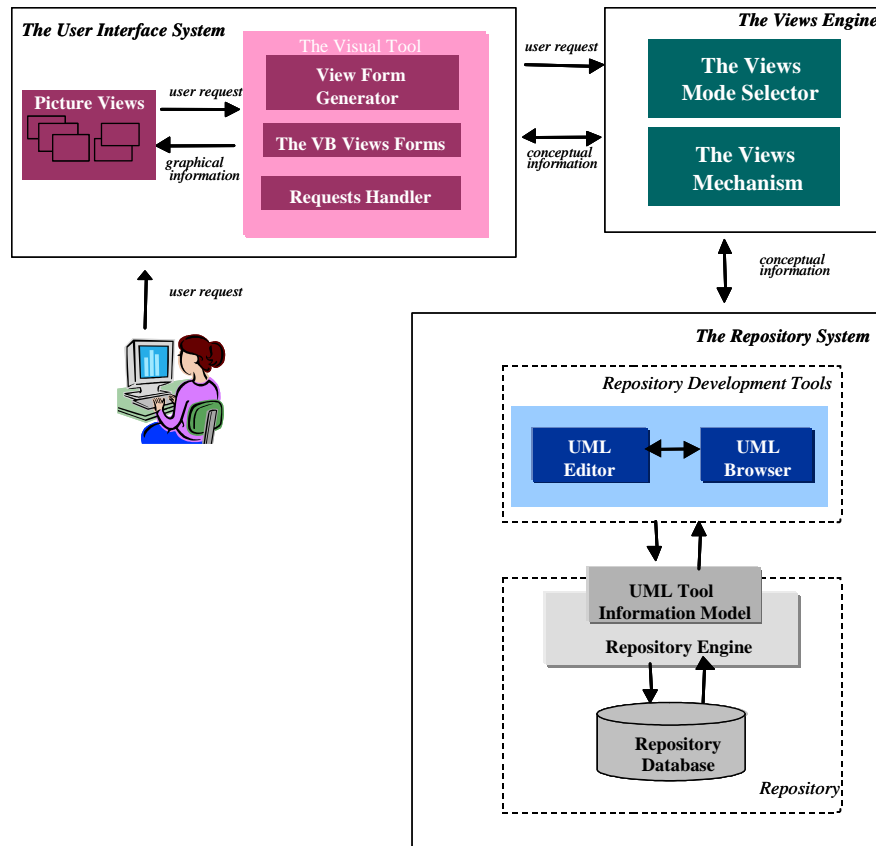 The User Interface System
The Visual Tool
View Form
Generator
The VB Views Forms
Requests Handler
Picture Views
user request
graphical
information
user request
conceptual
information
The Views Engine
The Views
Mode Selector
The Views
Mechanism
conceptual
information
user request
The Repository System
Repository Development Tools
UML
Editor
UML
Browser
UML Tool
Information Model
Repository Engine
Repository
Database
Repository